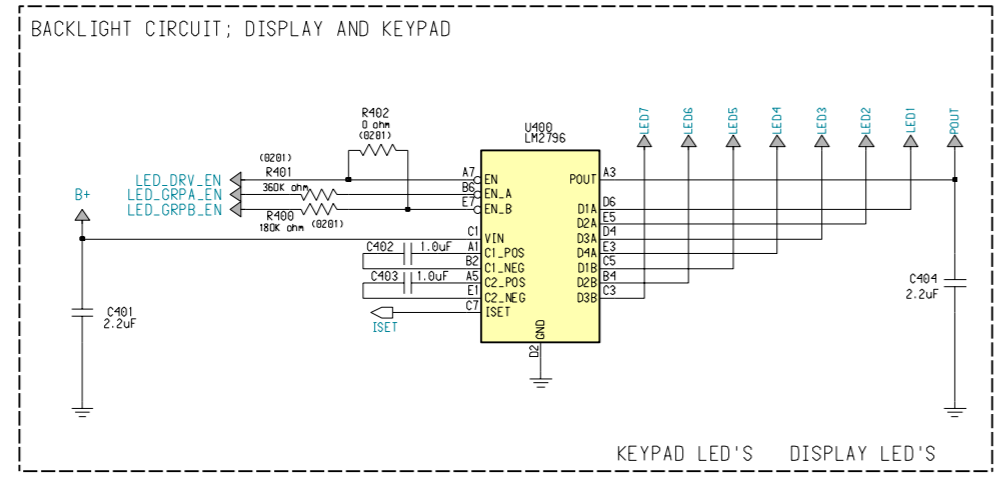 BACKLIGHT CIRCUIT; DISPLAY AND KEYPAD
R402
0 ohm
(0201)
U400
LM2796
LED7
LED6
LED5
LED4
LED3
LED2
LED1
POUT
(0201)
R401
360K ohm
LED_DRV_EN
LED_GRPA_EN
LED_GRPB_EN
R400
180K ohm
(0201)
B+
A7
B6
E7
C1
A1
B2
A5
E1
C7
EN
EN_A
EN_B
VIN
C1_POS
C1_NEG
C2_POS
C2_NEG
ISET
POUT
D1A
D2A
D3A
D4A
D1B
D2B
D3B
A3
D6
E5
D4
E3
C5
B4
C3
C402
1.0uF
C403
1.0uF
ISET
C401
2.2uF
C404
2.2uF
GND
D2
KEYPAD LED'S
DISPLAY LED'S